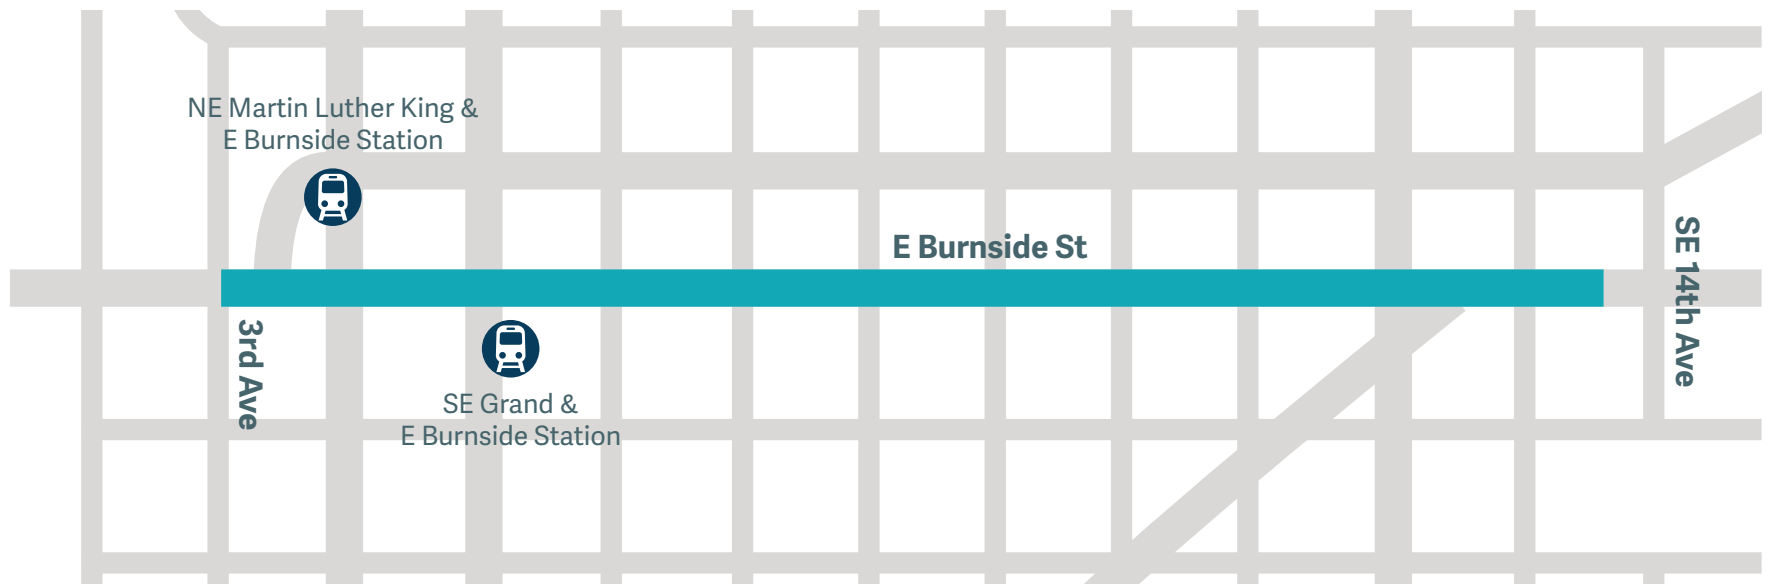 NE Martin Luther King &
E Burnside Station
E Burnside St
SE 14th Ave
3rd Ave
SE Grand &
E Burnside Station